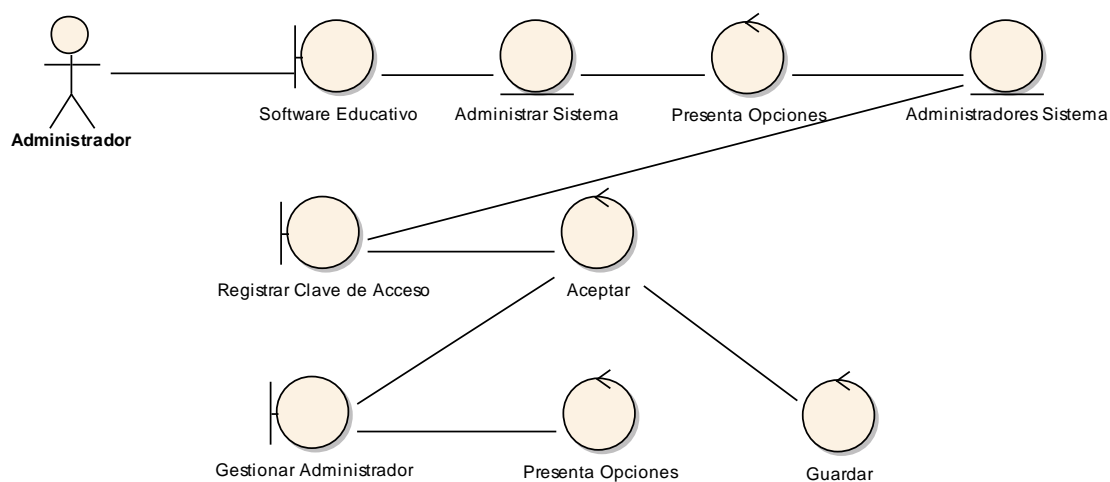 Administrador
Software Educativo
Administrar Sistema
Presenta Opciones
Administradores Sistema
Registrar Clave de Acceso
Aceptar
Gestionar Administrador
Presenta Opciones
Guardar